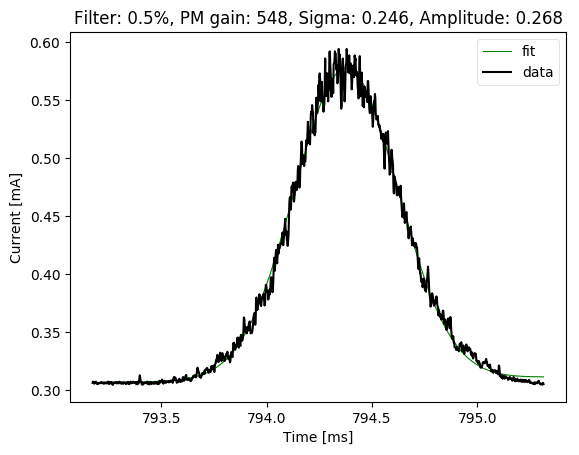 Filter: 0.5%, PM gain: 548, Sigma: 0.246, Amplitude: 0.268
fit
data
0.60
0.55
0.50
0.45
0.40
0.35
0.30
Current [mA]
793.5 794.0 794.5 795.0
Time [ms]